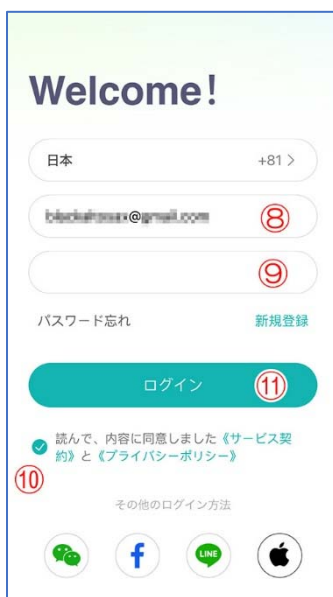 Welcome!
日本 +81 >
@gmail.com ⑧
⑨
パスワード忘れ 新規登録
ログイン ⑪
読んで、内容に同意しました《サービス契
約》と《プライバシーポリシー》
⑩
その他のログイン方法
LINE